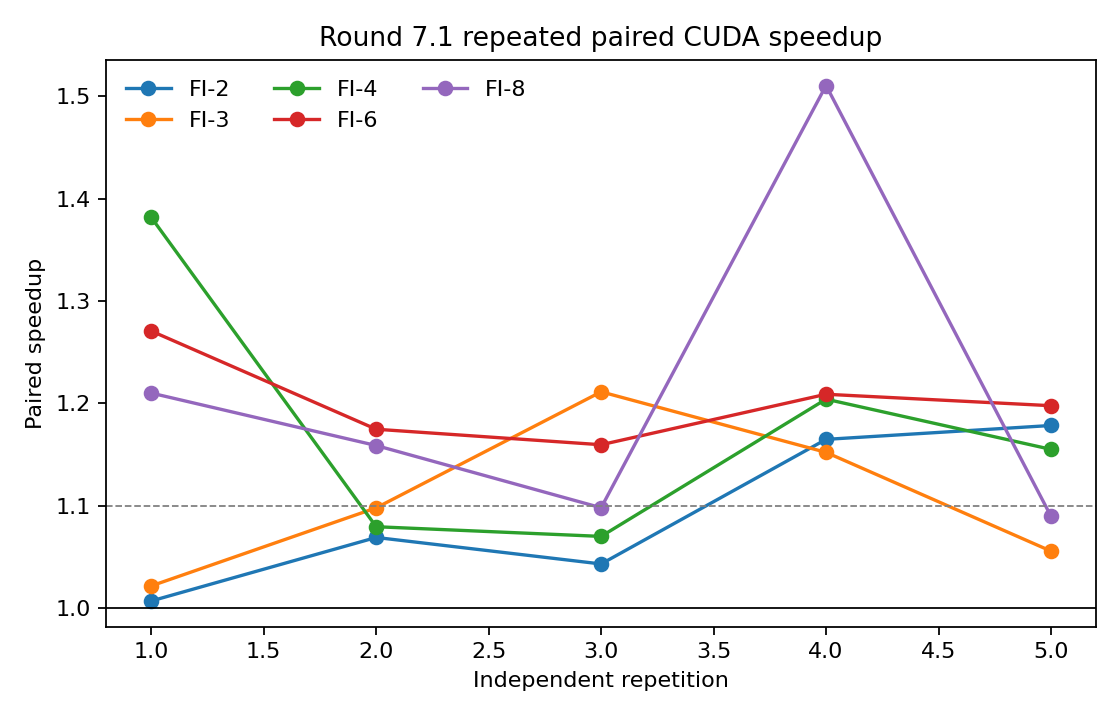 Round 7.1 repeated paired CUDA speedup
FI-2
FI-3
FI-4
FI-6
FI-8
Paired speedup
1.5
1.4
1.3
1.2
1.1
1.0
1.0 1.5 2.0 2.5 3.0 3.5 4.0 4.5 5.0
Independent repetition